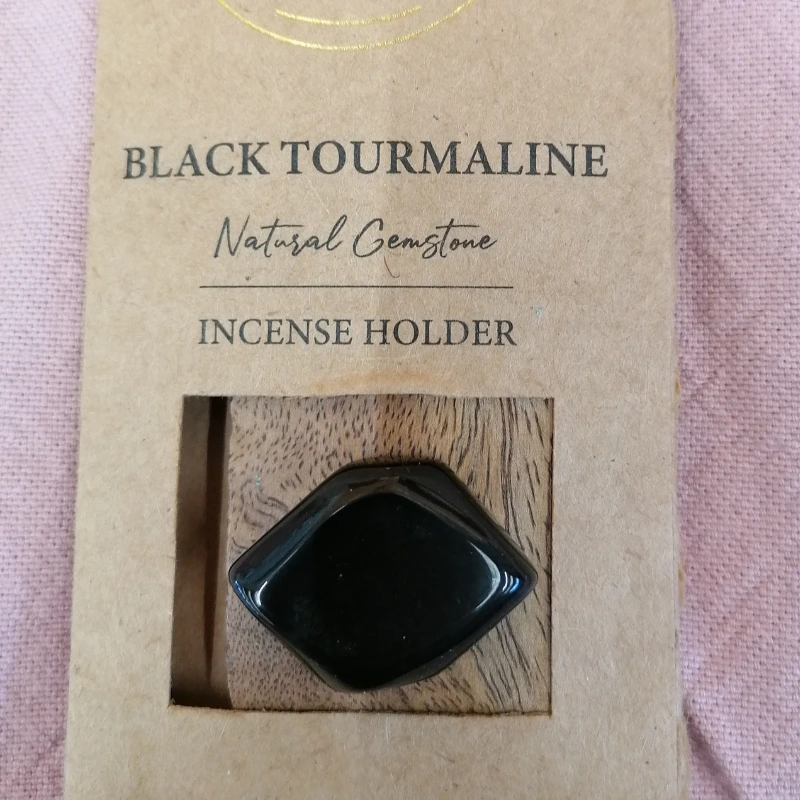 BLACK TOURMALINE
Natural Gemstone
INCENSE HOLDER